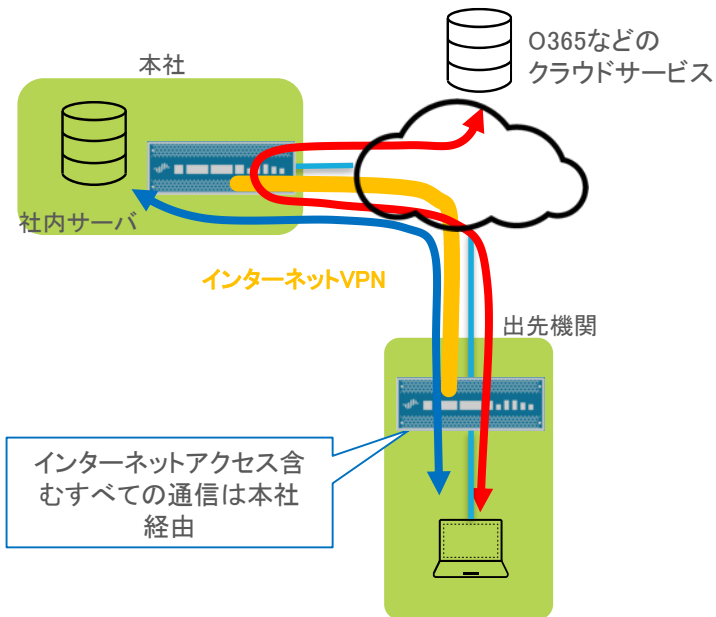 本社
O365などの
クラウドサービス
社内サーバ
インターネットVPN
出先機関
インターネットアクセス含
むすべての通信は本社
経由